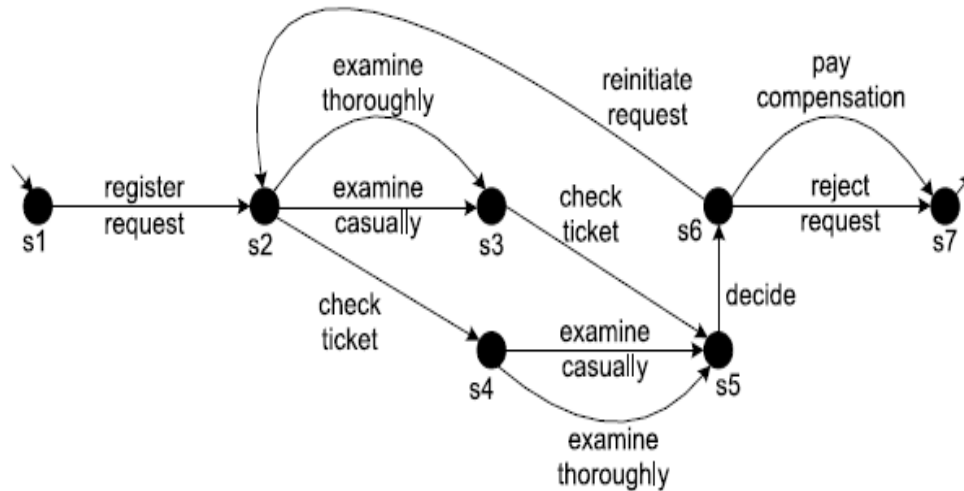 examine
thoroughly
reinitiate
request
pay
compensation
register
request
examine
casually
check
ticket
reject
request
s1
s2
s3
s6
s7
check
ticket
decide
examine
casually
s4
s5
examine
thoroughly